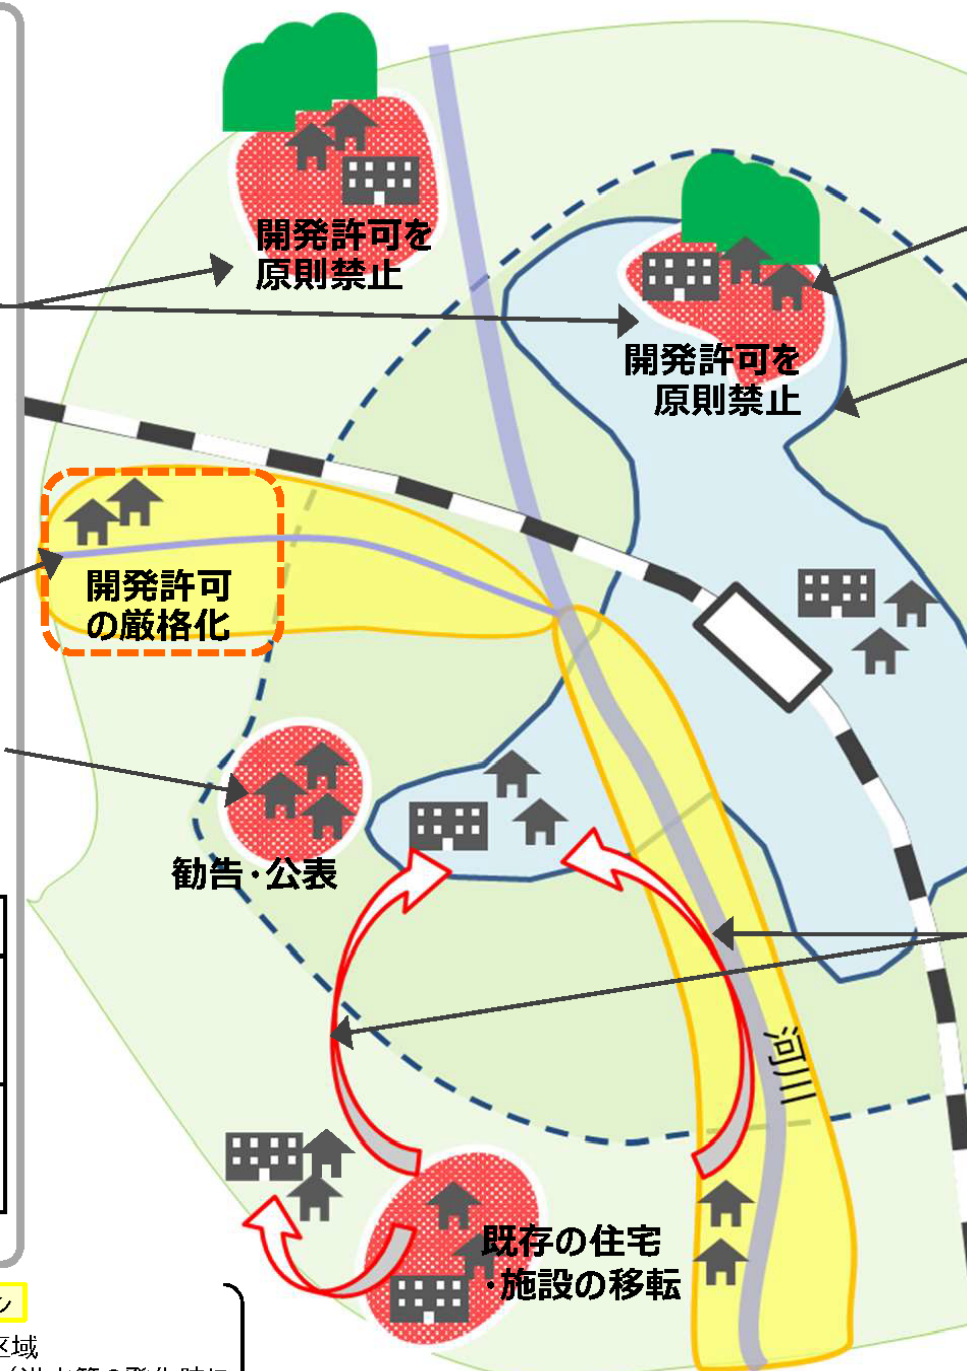 開発許可を
原則禁止
開発許可を
原則禁止
開発許可
の厳格化
勧告･公表
河川
既存の住宅
･施設の移転
ン
区域